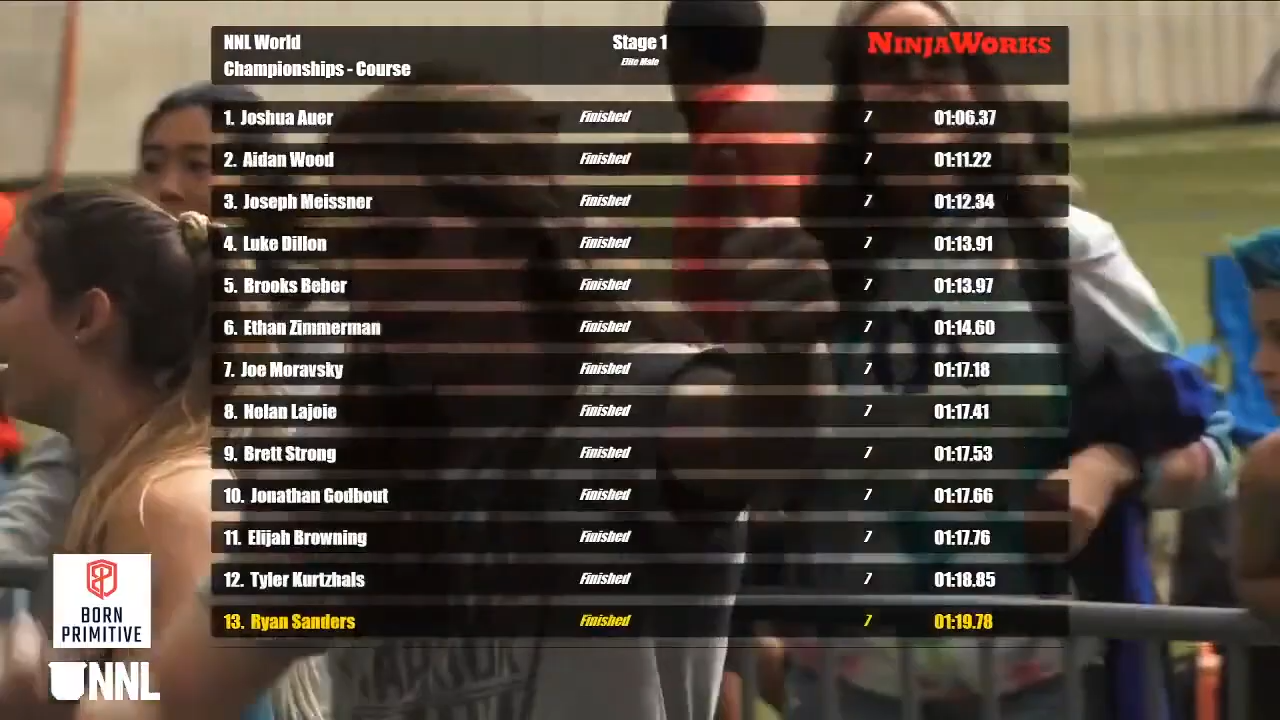 NNL World
Championships - Course
Stage 1
Elite Male
NINJAWORKS
1. Joshua Auer Finished 7 01:06.37
2. Aidan Wood Finished 7 01:11.22
3. Joseph Meissner Finished 7 01:12.34
4. Luke Dillon Finished 7 01:13.91
5. Brooks Beber Finished 7 01:13.97
6. Ethan Zimmerman Finished 7 01:14.60
7. Joe Moravsky Finished 7 01:17.18
8. Nolan Lajoie Finished 7 01:17.41
9. Brett Strong Finished 7 01:17.53
10. Jonathan Godbout Finished 7 01:17.66
11. Elijah Browning Finished 7 01:17.76
12. Tyler Kurtzhals Finished 7 01:18.85
13. Ryan Sanders Finished 7 01:19.78
BORN
PRIMITIVE
NNL